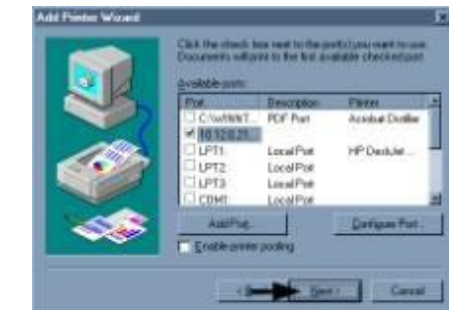 Add Printer Wizard
Click the check box next to the port(s) you want to use.
Documents will print to the first available checked port.
Available ports:
Port Description Printer
C:\WINNT... PDF Port Acrobat Distiller
LPT1: Local Port HP DeskJet ...
LPT2: Local Port
LPT3: Local Port
COM1: Local Port
Add Port... Configure Port...
Enable printer pooling
Next > Cancel